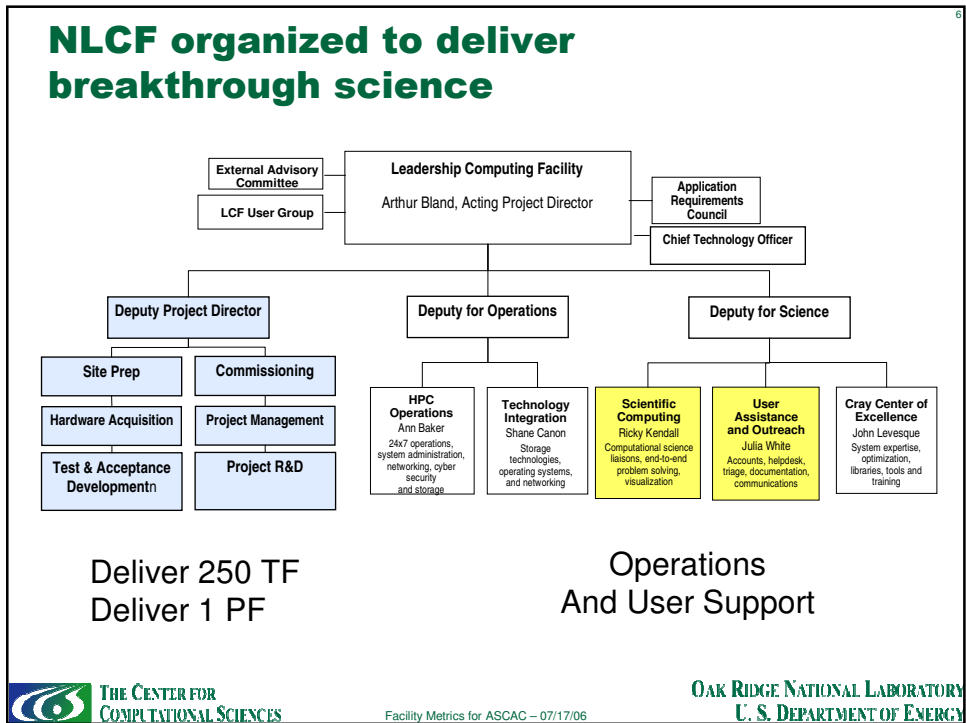 6
NLCF organized to deliver
breakthrough science
External Advisory
Committee
LCF User Group
Leadership Computing Facility
Arthur Bland, Acting Project Director
Application
Requirements
Council
Chief Technology Officer
Deputy Project Director
Deputy for Operations
Deputy for Science
Site Prep
Commissioning
Hardware Acquisition
Project Management
Test & Acceptance
Developmentn
Project R&D
HPC
Operations
Ann Baker
24x7 operations,
system administration,
networking, cyber
security
and storage
Technology
Integration
Shane Canon
Storage
technologies,
operating systems,
and networking
Scientific
Computing
Ricky Kendall
Computational science
liaisons, end-to-end
problem solving,
visualization
User
Assistance
and Outreach
Julia White
Accounts, helpdesk,
triage, documentation,
communications
Cray Center of
Excellence
John Levesque
System expertise,
optimization,
libraries, tools and
training
Deliver 250 TF
Deliver 1 PF
Operations
And User Support
THE CENTER FOR
COMPUTATIONAL SCIENCES
Facility Metrics for ASCAC – 07/17/06
OAK RIDGE NATIONAL LABORATORY
U. S. DEPARTMENT OF ENERGY